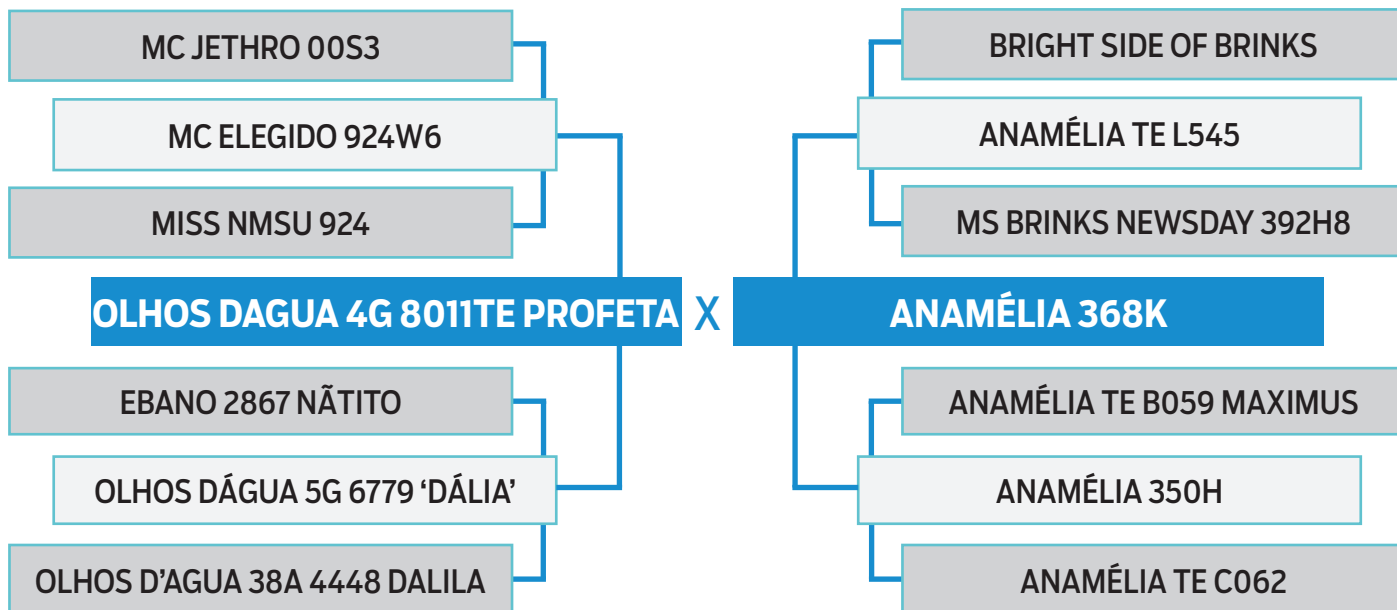 MC JETHRO 00S3
BRIGHT SIDE OF BRINKS
MC ELEGIDO 924W6
ANAMÉLIA TE L545
MISS NMSU 924
MS BRINKS NEWSDAY 392H8
OLHOS DAGUA 4G 8011TE PROFETA X ANAMÉLIA 368K
EBANO 2867 NÃTITO
ANAMÉLIA TE B059 MAXIMUS
OLHOS DÁGUA 5G 6779 ‘DÁLIA’
ANAMÉLIA 350H
OLHOS D’AGUA 38A 4448 DALILA
ANAMÉLIA TE C062